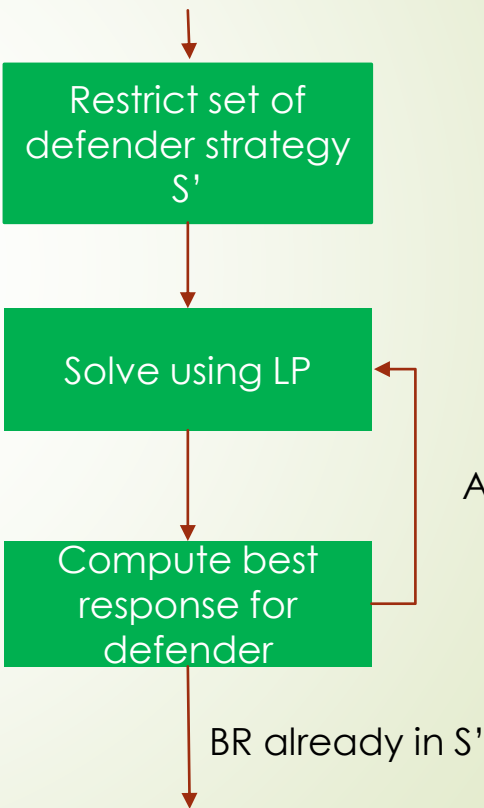 Restrict set of
defender strategy
S’
Solve using LP
A
Compute best
response for
defender
BR already in S’